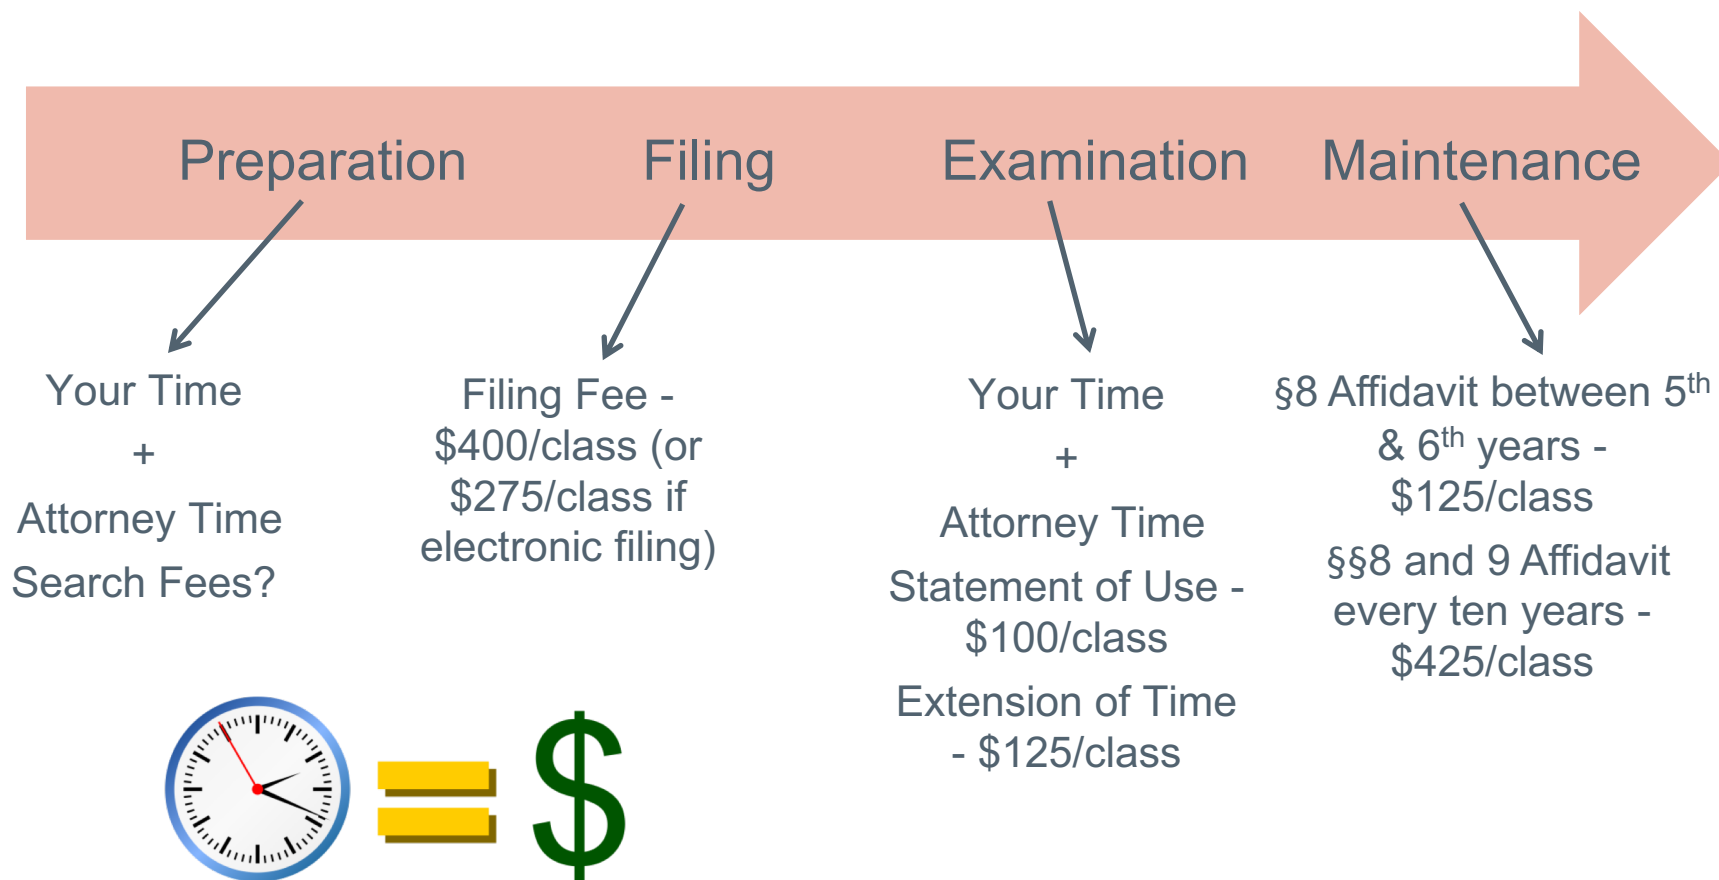 Preparation
Filing
Examination
Maintenance
Your Time
+
Attorney Time
Search Fees?
Filing Fee -
$400/class (or
$275/class if
electronic filing)
Your Time
+
Attorney Time
Statement of Use -
$100/class
Extension of Time
- $125/class
§8 Affidavit between 5th
& 6th years -
$125/class
§§8 and 9 Affidavit
every ten years -
$425/class
$